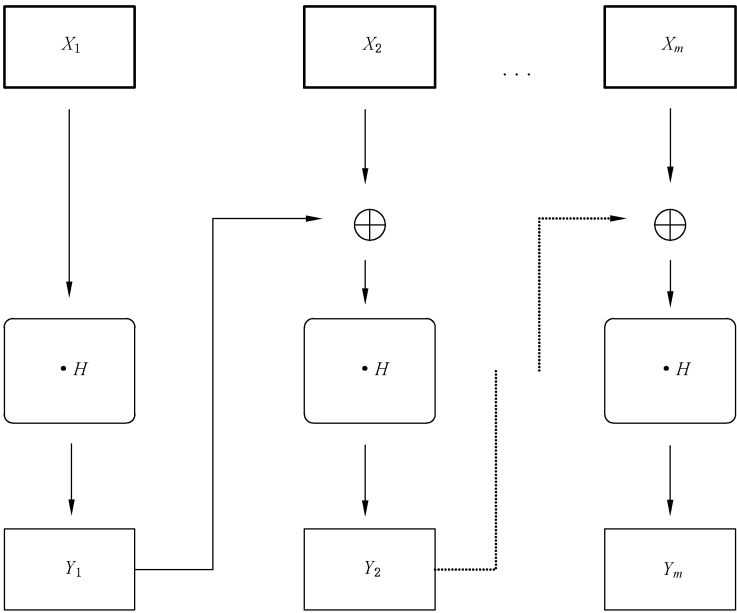 X₁ X₂ ... Xₘ
• H • H • H
Y₁ Y₂ Yₘ